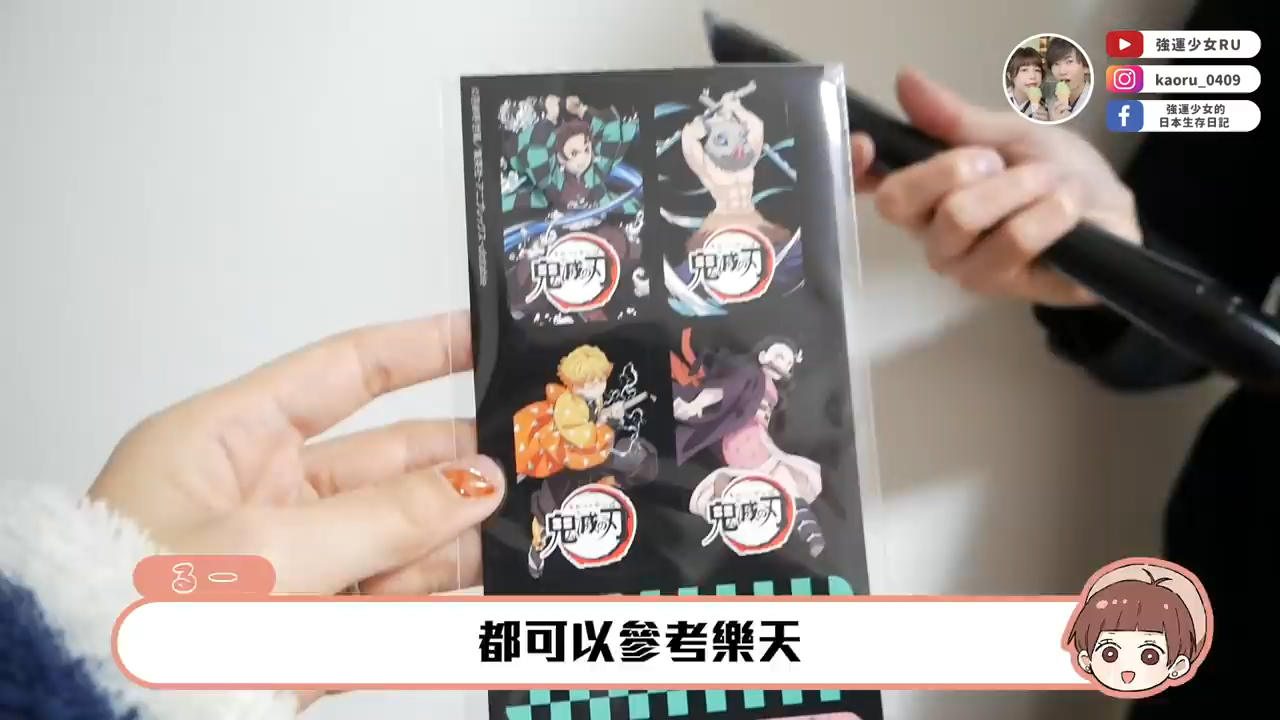 強運少女RU
kaoru_0409
強運少女的
日本生存日記
鬼滅の刃
鬼滅の刃
鬼滅の刃
鬼滅の刃
るー
都可以參考樂天